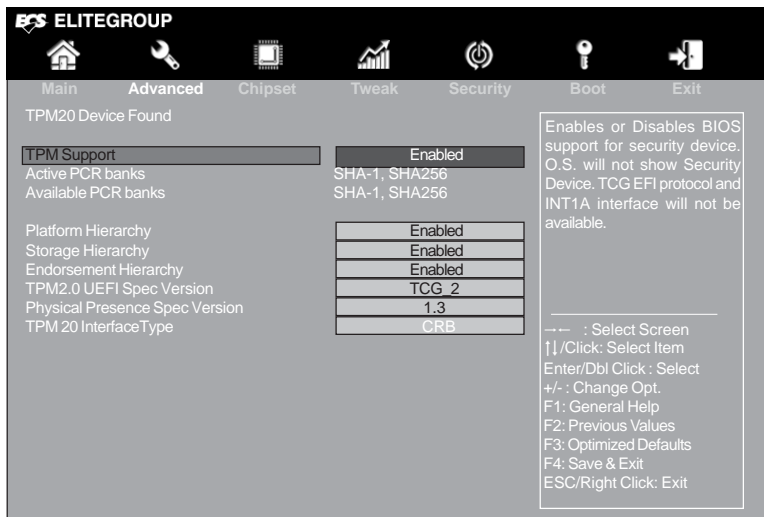 ECS ELITEGROUP
Main Advanced Chipset Tweak Security Boot Exit
TPM20 Device Found
TPM Support Enabled
Active PCR banks SHA-1, SHA256
Available PCR banks SHA-1, SHA256
Platform Hierarchy Enabled
Storage Hierarchy Enabled
Endorsement Hierarchy Enabled
TPM2.0 UEFI Spec Version TCG_2
Physical Presence Spec Version 1.3
TPM 20 InterfaceType CRB
Enables or Disables BIOS
support for security device.
O.S. will not show Security
Device. TCG EFI protocol and
INT1A interface will not be
available.
→← : Select Screen
↑↓/Click: Select Item
Enter/Dbl Click : Select
+/- : Change Opt.
F1: General Help
F2: Previous Values
F3: Optimized Defaults
F4: Save & Exit
ESC/Right Click: Exit